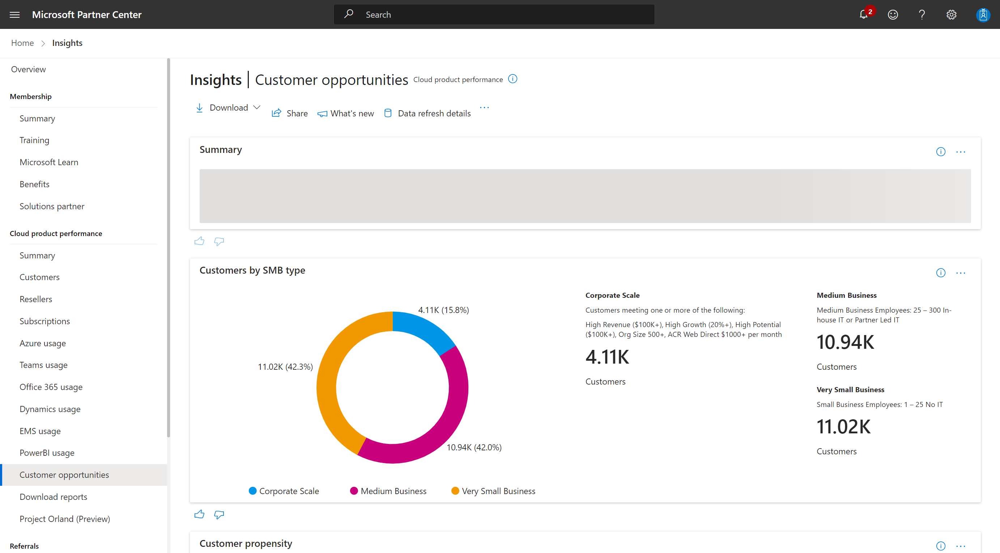 Microsoft Partner Center
Search
2
Home
Insights
Overview
Membership
Summary
Training
Microsoft Learn
Benefits
Solutions partner
Cloud product performance
Summary
Customers
Resellers
Subscriptions
Azure usage
Teams usage
Office 365 usage
Dynamics usage
EMS usage
PowerBI usage
Customer opportunities
Download reports
Project Orland (Preview)
Referrals
Insights | Customer opportunities Cloud product performance
Download
Share
What's new
Data refresh details
Summary
Customers by SMB type
4.11K (15.8%)
11.02K (42.3%)
10.94K (42.0%)
Corporate Scale
Medium Business
Very Small Business
Corporate Scale
Customers meeting one or more of the following:
High Revenue ($100K+), High Growth (20%+), High Potential
($100K+), Org Size 500+, ACR Web Direct $1000+ per month
4.11K
Customers
Medium Business
Medium Business Employees: 25 – 300 In-
house IT or Partner Led IT
10.94K
Customers
Very Small Business
Small Business Employees: 1 – 25 No IT
11.02K
Customers
Customer propensity